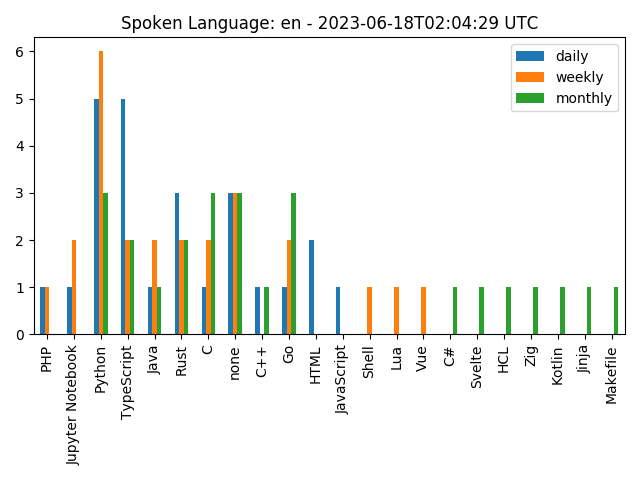 Spoken Language: en - 2023-06-18T02:04:29 UTC
daily
weekly
monthly
6
5
4
3
2
1
0
PHP
Jupyter Notebook
Python
TypeScript
Java
Rust
C
none
C++
Go
HTML
JavaScript
Shell
Lua
Vue
C#
Svelte
HCL
Zig
Kotlin
Jinja
Makefile